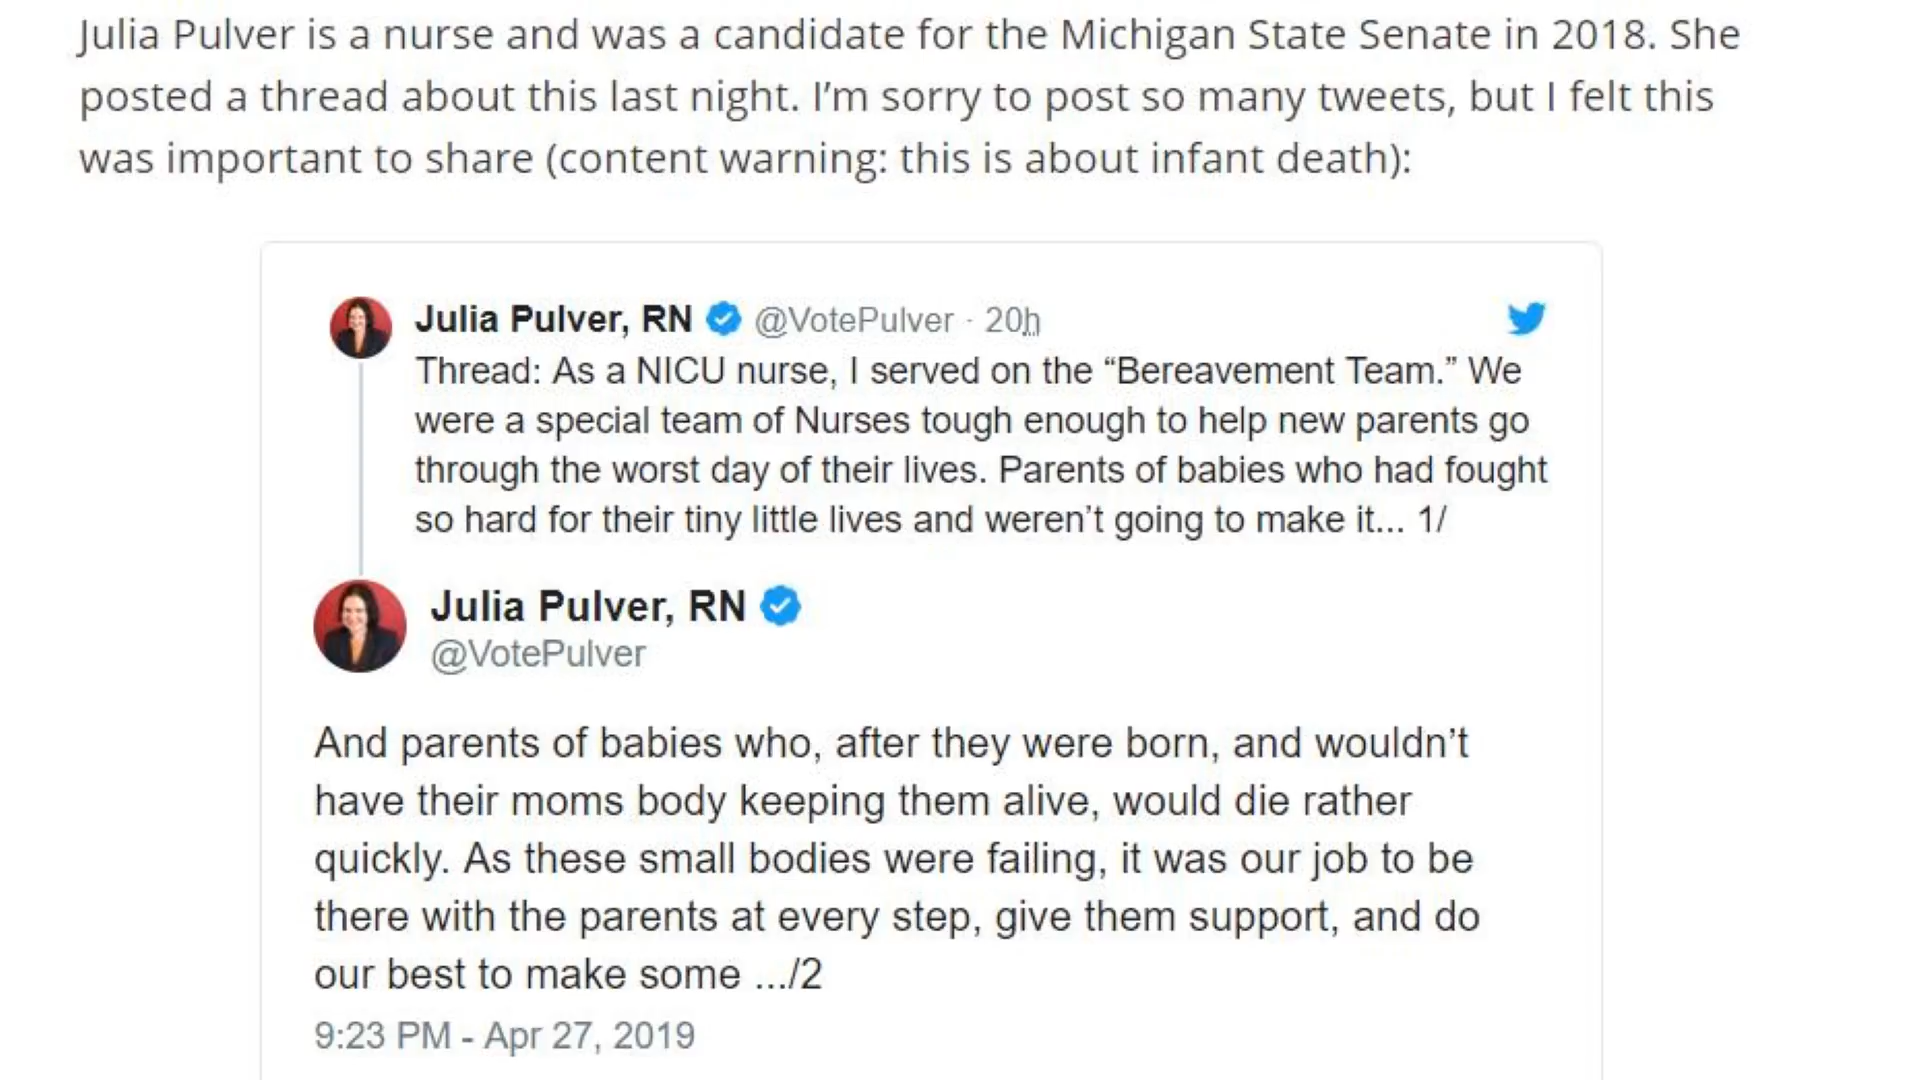 Julia Pulver is a nurse and was a candidate for the Michigan State Senate in 2018. She
posted a thread about this last night. I’m sorry to post so many tweets, but I felt this
was important to share (content warning: this is about infant death):
Julia Pulver, RN @VotePulver · 20h
Thread: As a NICU nurse, I served on the “Bereavement Team.” We
were a special team of Nurses tough enough to help new parents go
through the worst day of their lives. Parents of babies who had fought
so hard for their tiny little lives and weren’t going to make it... 1/
Julia Pulver, RN
@VotePulver
And parents of babies who, after they were born, and wouldn’t
have their moms body keeping them alive, would die rather
quickly. As these small bodies were failing, it was our job to be
there with the parents at every step, give them support, and do
our best to make some .../2
9:23 PM - Apr 27, 2019